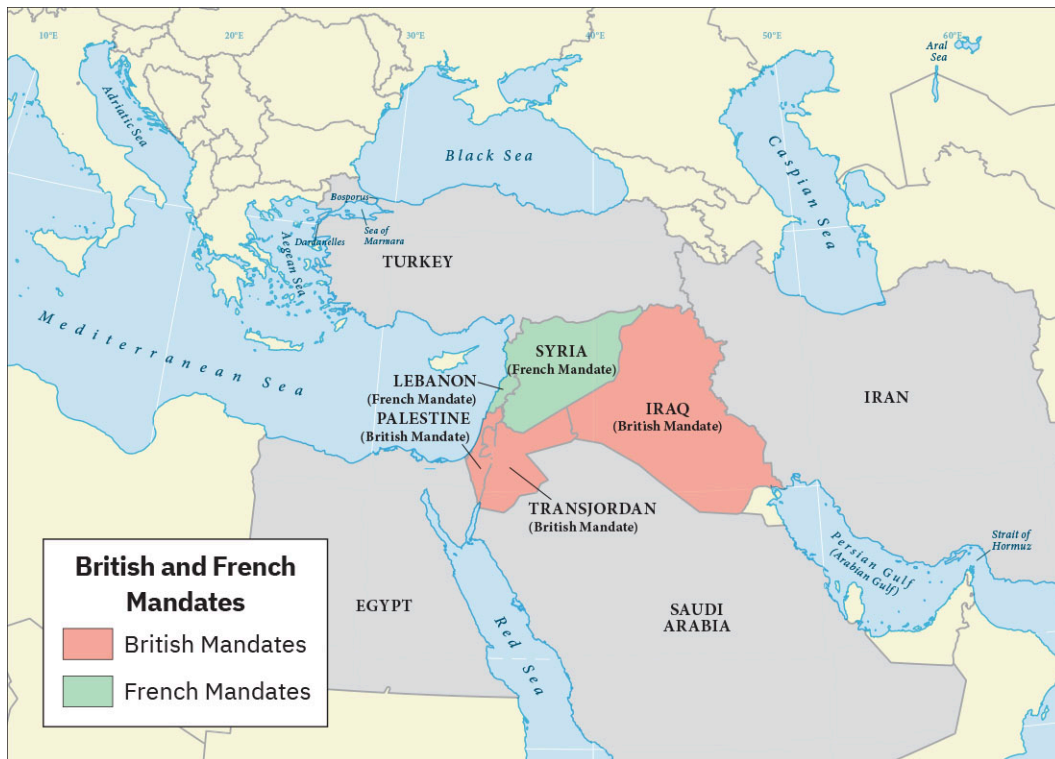 10°E
20°E
30°E
40°E
50°E
60°E
Aral
Sea
Adriatic Sea
Black Sea
Caspian Sea
Bosporus
Sea of
Marmara
Dardanelles
Aegean Sea
TURKEY
Mediterranean Sea
SYRIA
(French Mandate)
LEBANON
(French Mandate)
PALESTINE
(British Mandate)
IRAQ
(British Mandate)
IRAN
TRANSJORDAN
(British Mandate)
Strait of
Hormuz
Persian Gulf
(Arabian Gulf)
EGYPT
Red Sea
SAUDI
ARABIA
British and French
Mandates
British Mandates
French Mandates